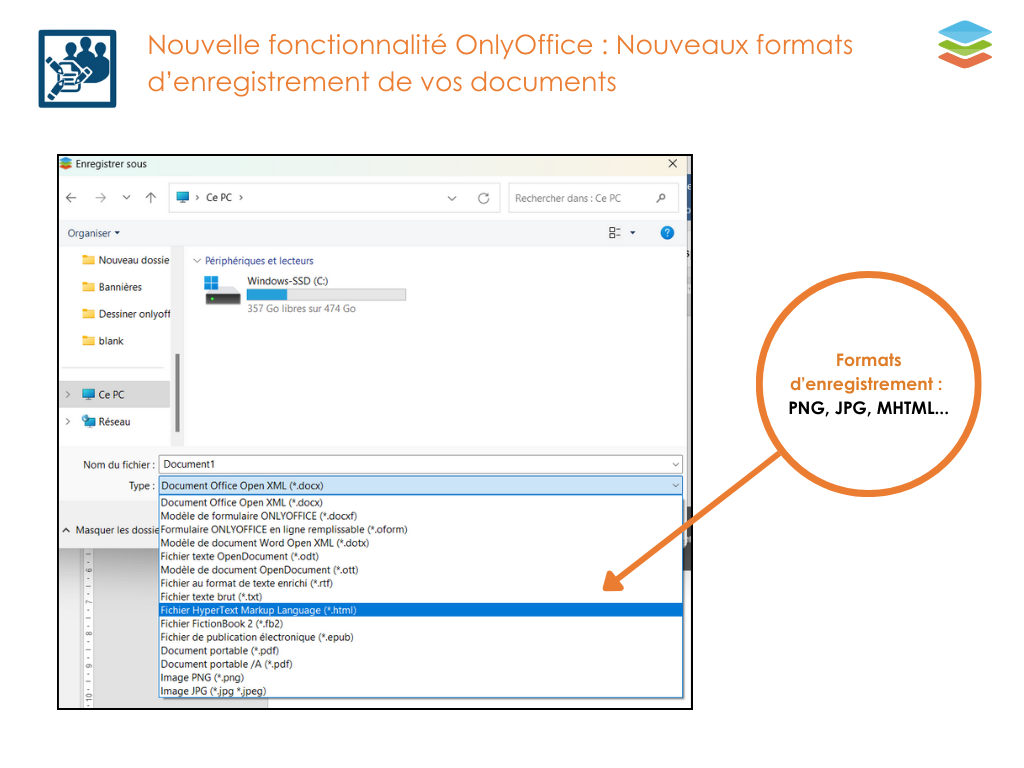 Nouvelle fonctionnalité OnlyOffice : Nouveaux formats
d'enregistrement de vos documents
Enregistrer sous
Ce PC
Rechercher dans : Ce PC
Organiser
Nouveau dossie
Bannières
Dessiner onlyoff
blank
Ce PC
Réseau
Périphériques et lecteurs
Windows-SSD (C:)
357 Go libres sur 474 Go
Nom du fichier : Document1
Type : Document Office Open XML (*.docx)
Masquer les dossie
Document Office Open XML (*.docx)
Modèle de formulaire ONLYOFFICE (*.docxf)
Formulaire ONLYOFFICE en ligne remplissable (*.oform)
Modèle de document Word Open XML (*.dotx)
Fichier texte OpenDocument (*.odt)
Modèle de document OpenDocument (*.ott)
Fichier au format de texte enrichi (*.rtf)
Fichier texte brut (*.txt)
Fichier HyperText Markup Language (*.html)
Fichier FictionBook 2 (*.fb2)
Fichier de publication électronique (*.epub)
Document portable (*.pdf)
Document portable /A (*.pdf)
Image PNG (*.png)
Image JPG (*.jpg *.jpeg)
6
7
8
9
10
Formats
d'enregistrement :
PNG, JPG, MHTML...